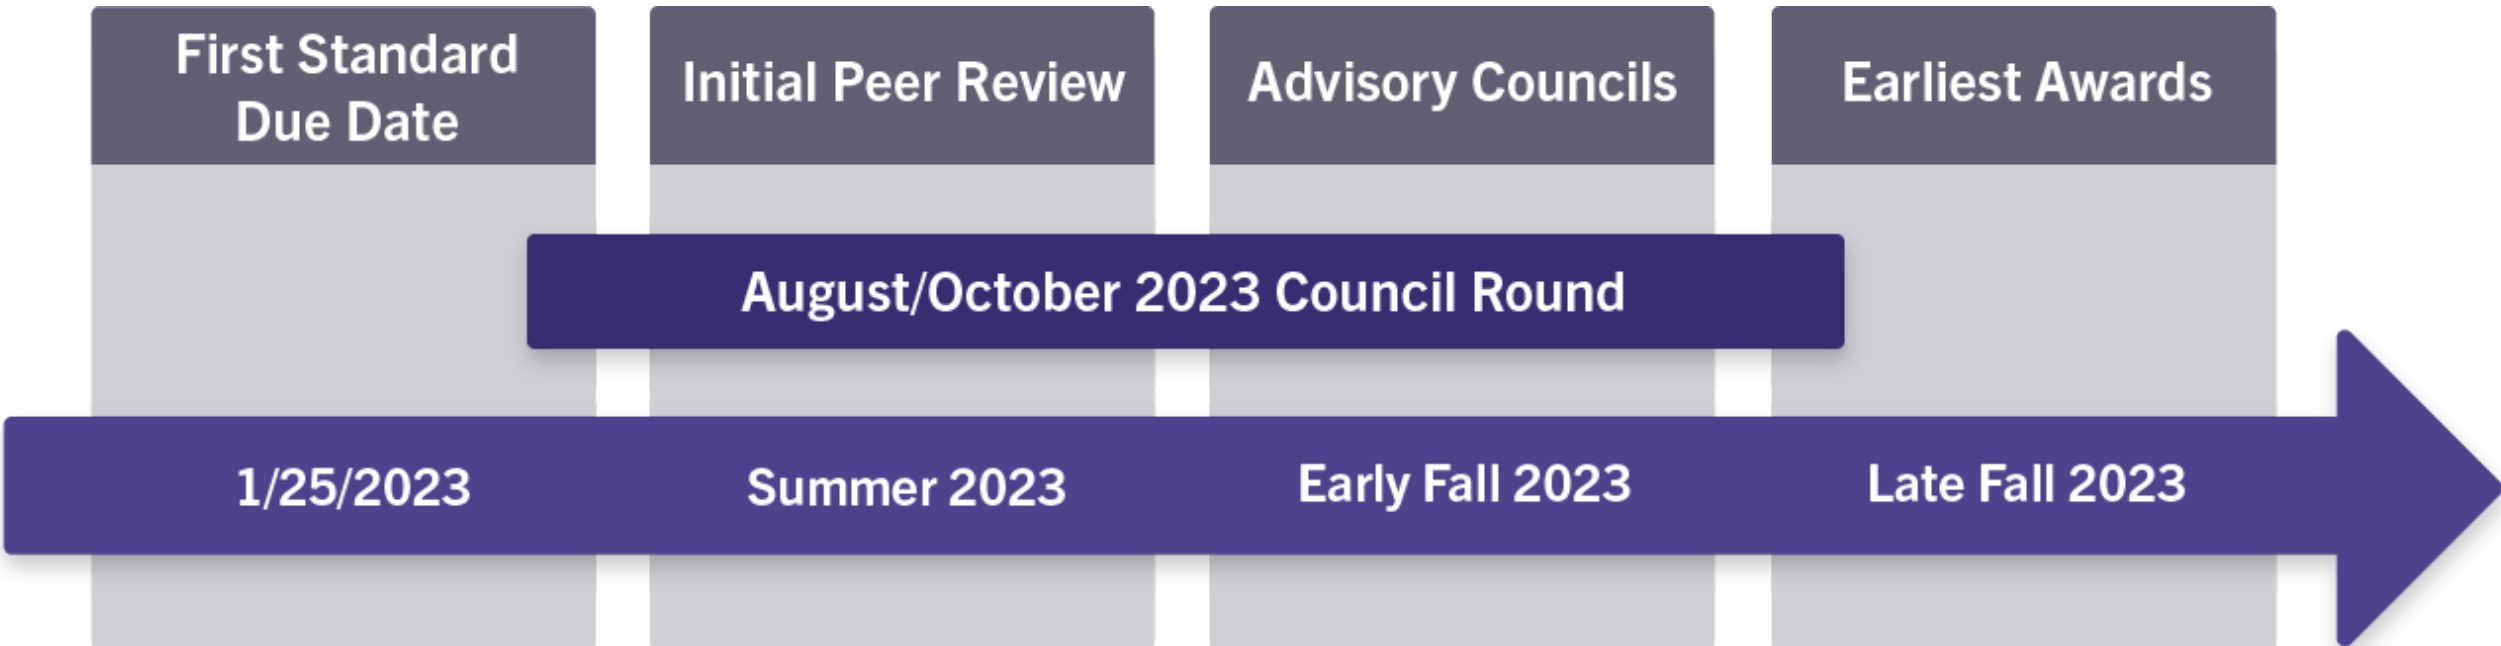 First Standard
Due Date
Initial Peer Review
Advisory Councils
Earliest Awards
August/October 2023 Council Round
1/25/2023
Summer 2023
Early Fall 2023
Late Fall 2023